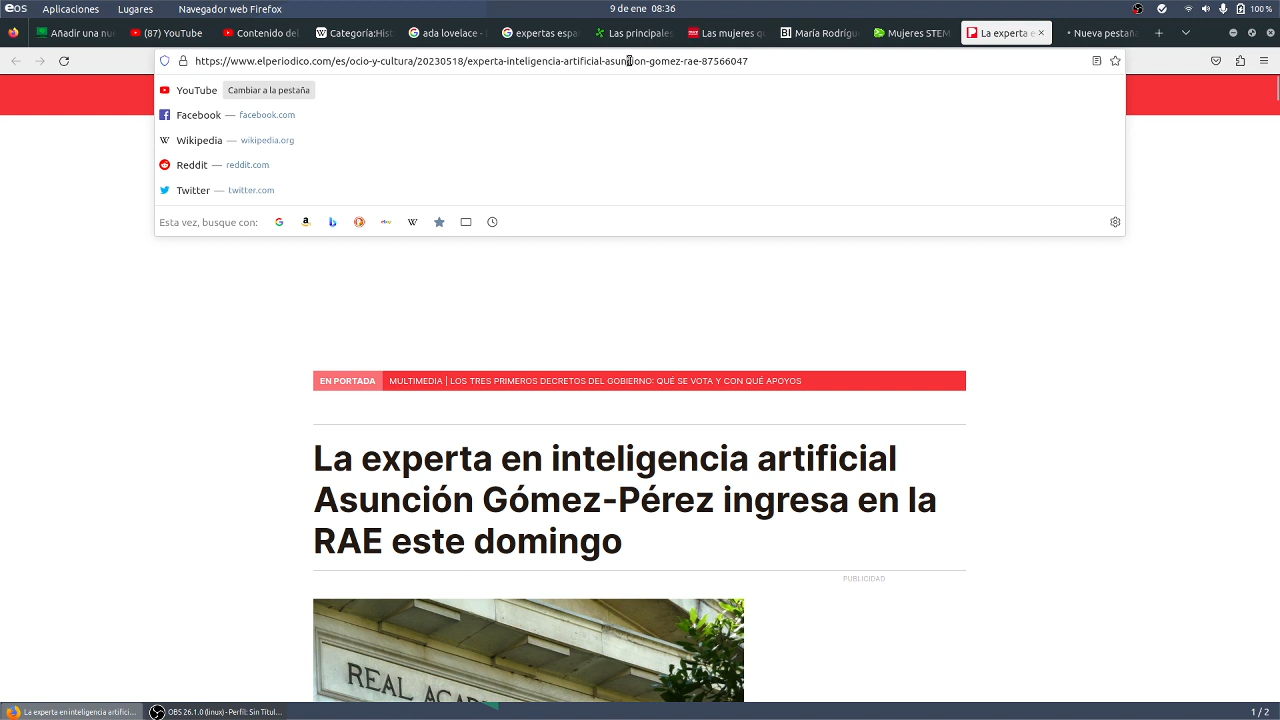 eos Aplicaciones Lugares Navegador web Firefox 9 de ene 08:36 100 %
Añadir una nu (87) YouTube Contenido del Categoría:Hist ada lovelace - expertas espa Las principales Las mujeres qu María Rodrígu Mujeres STEM La experta e Nueva pestaña
https://www.elperiodico.com/es/ocio-y-cultura/20230518/experta-inteligencia-artificial-asuncion-gomez-rae-87566047
YouTube Cambiar a la pestaña
Facebook — facebook.com
Wikipedia — wikipedia.org
Reddit — reddit.com
Twitter — twitter.com
Esta vez, busque con:
EN PORTADA MULTIMEDIA | LOS TRES PRIMEROS DECRETOS DEL GOBIERNO: QUÉ SE VOTA Y CON QUÉ APOYOS
La experta en inteligencia artificial
Asunción Gómez-Pérez ingresa en la
RAE este domingo
PUBLICIDAD
REAL ACA
La experta en inteligencia artifici... OBS 26.1.0 (linux) - Perfil: Sin Titul... 1 / 2